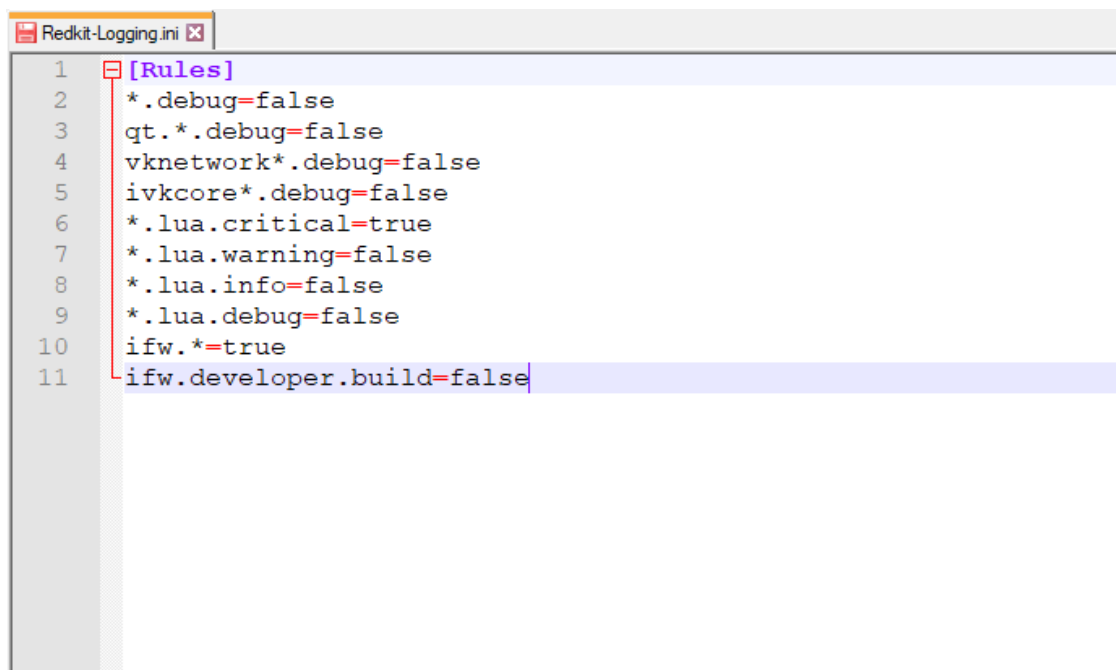 Redkit-Logging.ini
1 [Rules]
2 *.debug=false
3 qt.*.debug=false
4 vknetwork*.debug=false
5 ivkcore*.debug=false
6 *.lua.critical=true
7 *.lua.warning=false
8 *.lua.info=false
9 *.lua.debug=false
10 ifw.*=true
11 ifw.developer.build=false